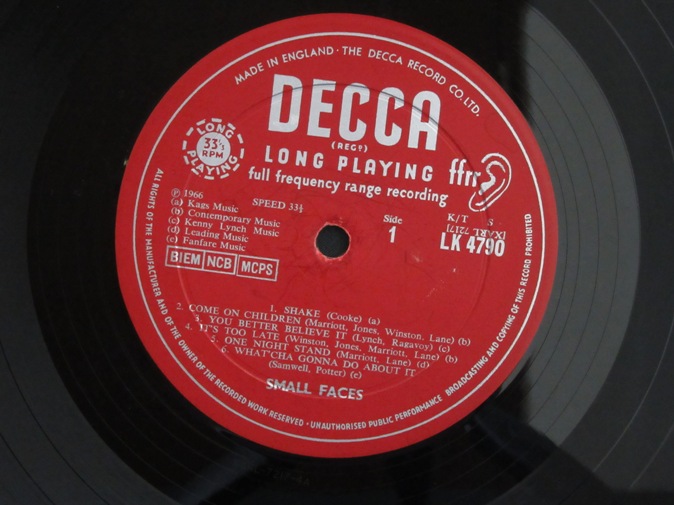 MADE IN ENGLAND · THE DECCA RECORD CO. LTD.
DECCA
(REGº)
LONG PLAYING
33⅓
RPM
LONG PLAYING
ffrr
full frequency range recording
℗ 1966
SPEED 33⅓
(a) Kags Music
(b) Contemporary Music
(c) Kenny Lynch Music
(d) Leading Music
(e) Fanfare Music
BIEM NCB MCPS
Side
1
K/T
S
(XARL 7217)
LK 4790
1. SHAKE (Cooke) (a)
2. COME ON CHILDREN (Marriott, Jones, Winston, Lane) (b)
3. YOU BETTER BELIEVE IT (Lynch, Ragavoy) (c)
4. IT'S TOO LATE (Winston, Jones, Marriott, Lane) (b)
5. ONE NIGHT STAND (Marriott, Lane) (d)
6. WHAT'CHA GONNA DO ABOUT IT
(Samwell, Potter) (e)
SMALL FACES
ALL RIGHTS OF THE MANUFACTURER AND OF THE OWNER OF THE RECORDED WORK RESERVED · UNAUTHORISED PUBLIC PERFORMANCE BROADCASTING AND COPYING OF THIS RECORD PROHIBITED